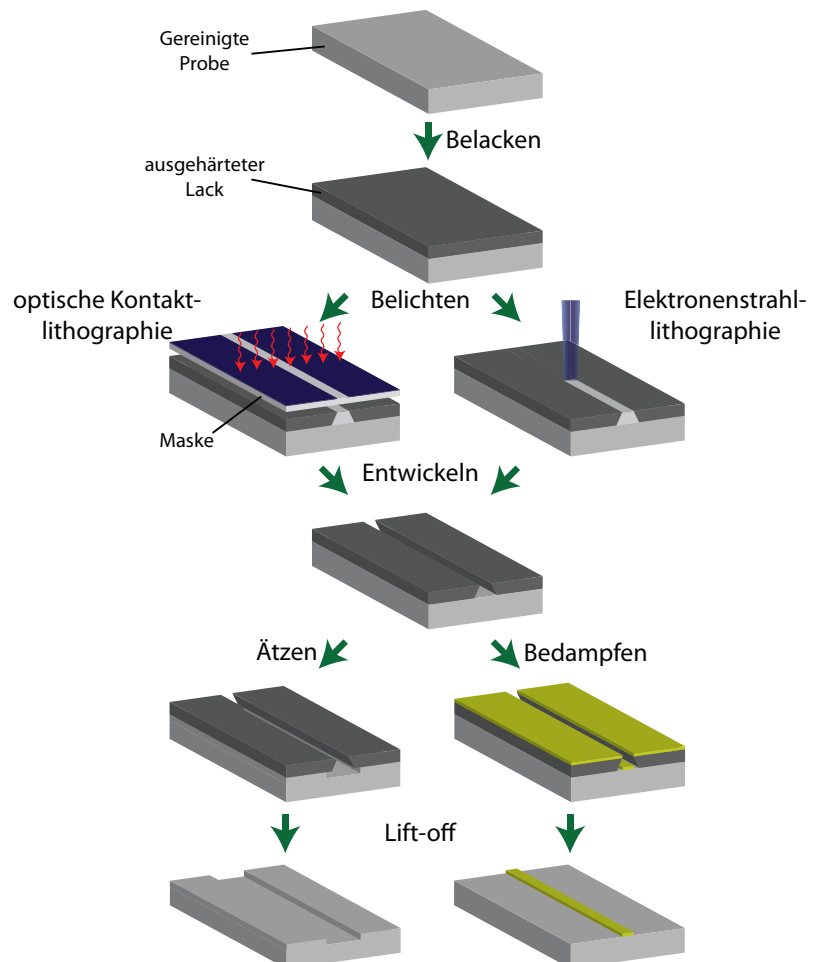 Gereinigte
Probe
Belacken
ausgehärteter
Lack
optische Kontakt-
lithographie
Belichten
Elektronenstrahl-
lithographie
Maske
Entwickeln
Ätzen
Bedampfen
Lift-off